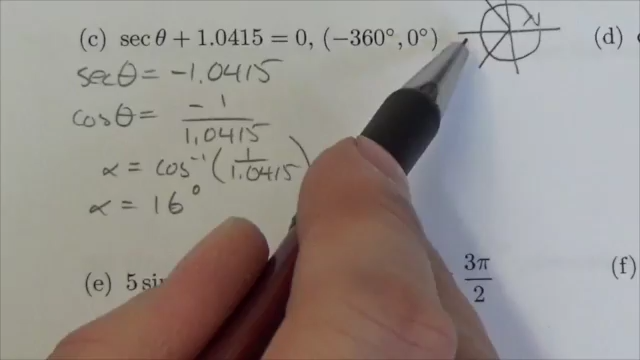 (c) sec θ + 1.0415 = 0, (−360°, 0°)
(d)
secθ = −1.0415
cosθ = −1/1.0415
α = cos⁻¹(1/1.0415)
α = 16°
(e) 5 sin
3π/2
(f)